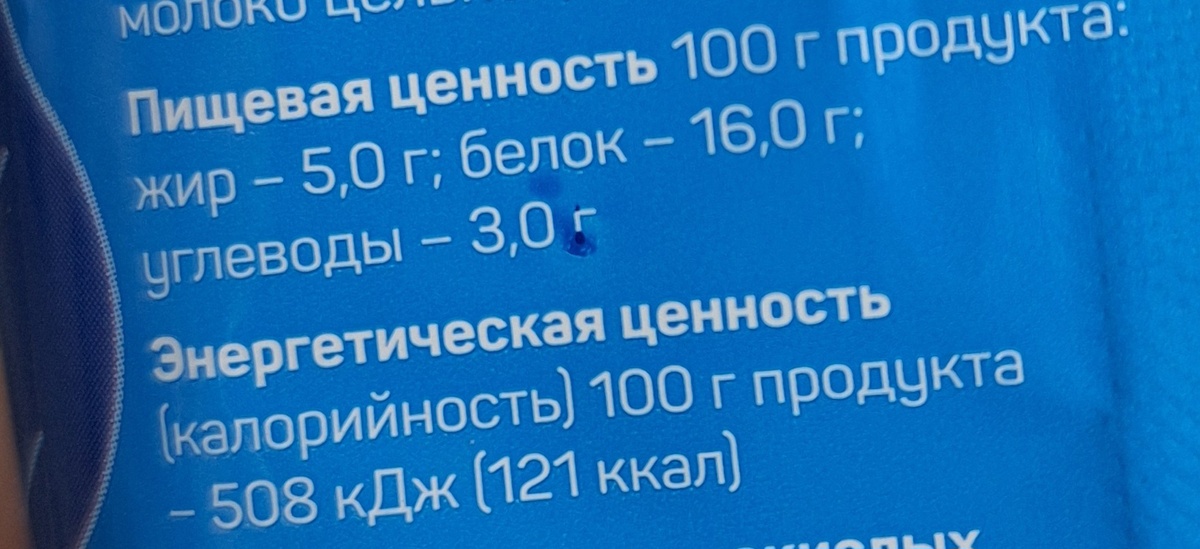 молоко
Пищевая ценность 100 г продукта:
жир – 5,0 г; белок – 16,0 г;
углеводы – 3,0 г
Энергетическая ценность
(калорийность) 100 г продукта
– 508 кДж (121 ккал)